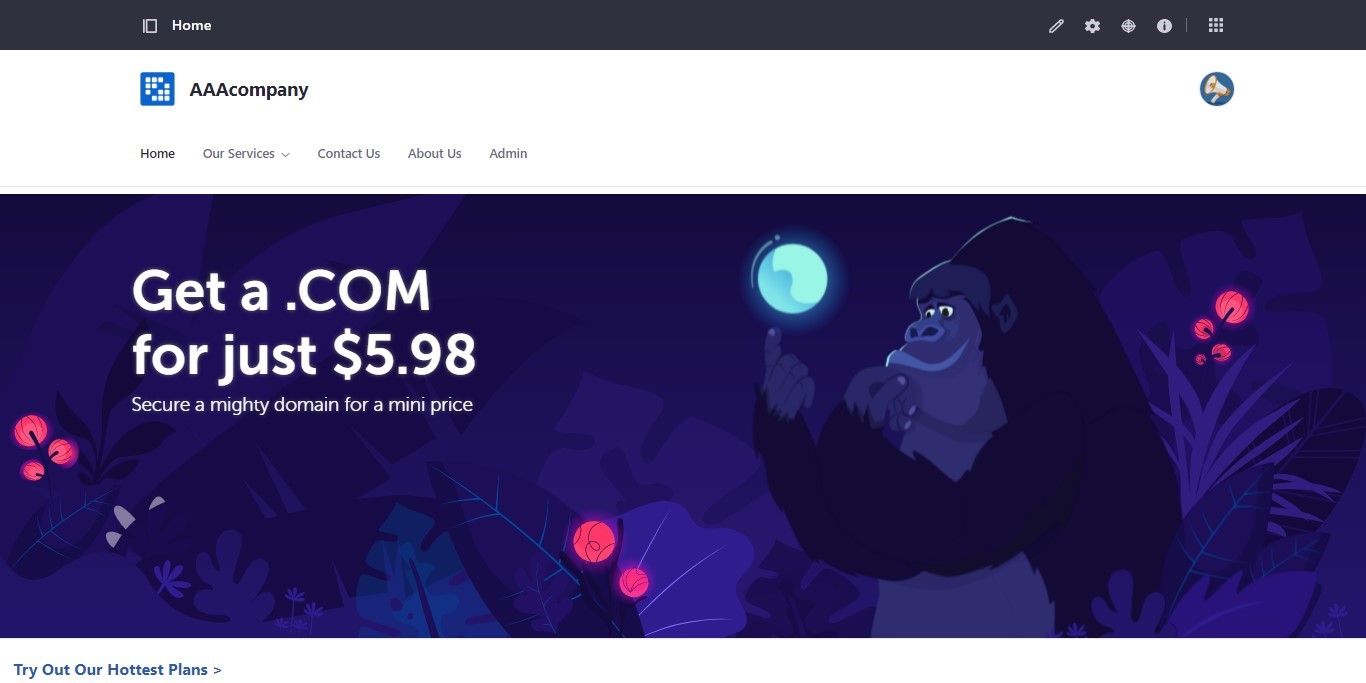 Home
AAAcompany
Home
Our Services
Contact Us
About Us
Admin
Get a .COM
for just $5.98
Secure a mighty domain for a mini price
Try Out Our Hottest Plans >